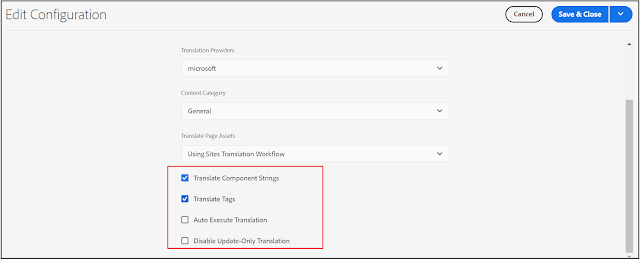 Edit Configuration
Cancel
Save & Close
Translation Providers
microsoft
Content Category
General
Translate Page Assets
Using Sites Translation Workflow
Translate Component Strings
Translate Tags
Auto Execute Translation
Disable Update-Only Translation